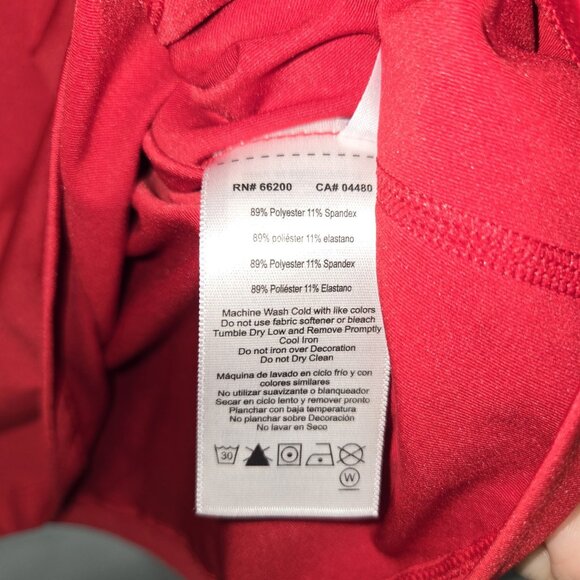 RN# 66200 CA# 04480
89% Polyester 11% Spandex
89% poliéster 11% elastano
89% Polyester 11% Spandex
89% Poliéster 11% Elastano
Machine Wash Cold with like colors
Do not use fabric softener or bleach
Tumble Dry Low and Remove Promptly
Cool Iron
Do not iron over Decoration
Do not Dry Clean
Máquina de lavado en ciclo frío y con
colores similares
No utilizar suavizante o blanqueador
Secar en ciclo lento y remover pronto
Planchar con baja temperatura
No planchar sobre Decoración
No lavar en Seco
30
W